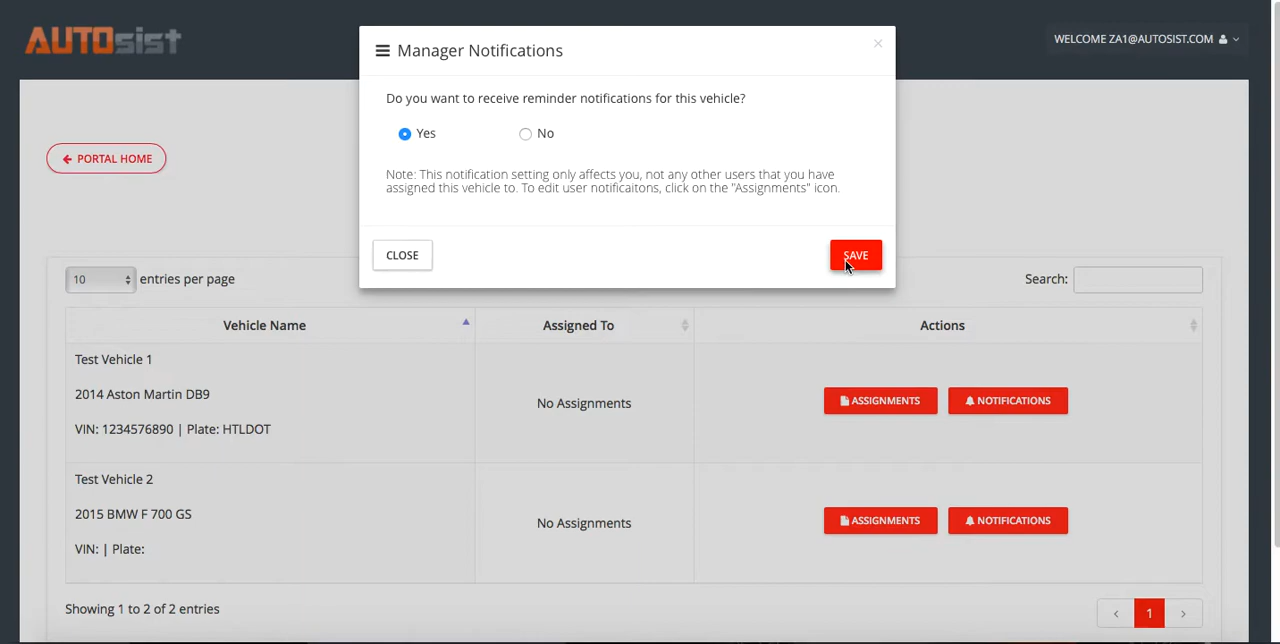 AUTOsist
WELCOME ZA1@AUTOSIST.COM
Manager Notifications
×
Do you want to receive reminder notifications for this vehicle?
Yes
No
Note: This notification setting only affects you, not any other users that you have
assigned this vehicle to. To edit user notificaitons, click on the "Assignments" icon.
CLOSE
SAVE
PORTAL HOME
10 entries per page
Search:
Vehicle Name
Assigned To
Actions
Test Vehicle 1
2014 Aston Martin DB9
VIN: 1234576890 | Plate: HTLDOT
No Assignments
ASSIGNMENTS
NOTIFICATIONS
Test Vehicle 2
2015 BMW F 700 GS
VIN: | Plate:
No Assignments
ASSIGNMENTS
NOTIFICATIONS
Showing 1 to 2 of 2 entries
‹ 1 ›